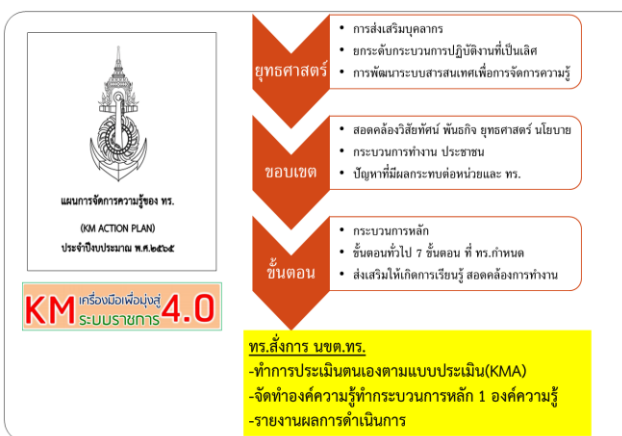 แผนการจัดการความรู้ของ ทร.
(KM ACTION PLAN)
ประจำปีงบประมาณ พ.ศ.๒๕๖๕
KM เครื่องมือเพื่อมุ่งสู่ ระบบราชการ 4.0
ยุทธศาสตร์
• การส่งเสริมบุคลากร
• ยกระดับกระบวนการปฏิบัติงานที่เป็นเลิศ
• การพัฒนาระบบสารสนเทศเพื่อการจัดการความรู้
ขอบเขต
• สอดคล้องวิสัยทัศน์ พันธกิจ ยุทธศาสตร์ นโยบาย
• กระบวนการทำงาน ประชาชน
• ปัญหาที่มีผลกระทบต่อหน่วยและ ทร.
ขั้นตอน
• กระบวนการหลัก
• ขั้นตอนทั่วไป 7 ขั้นตอน ที่ ทร.กำหนด
• ส่งเสริมให้เกิดการเรียนรู้ สอดคล้องการทำงาน
ทร.สั่งการ นขต.ทร.
-ทำการประเมินตนเองตามแบบประเมิน(KMA)
-จัดทำองค์ความรู้ทำกระบวนการหลัก 1 องค์ความรู้
-รายงานผลการดำเนินการ